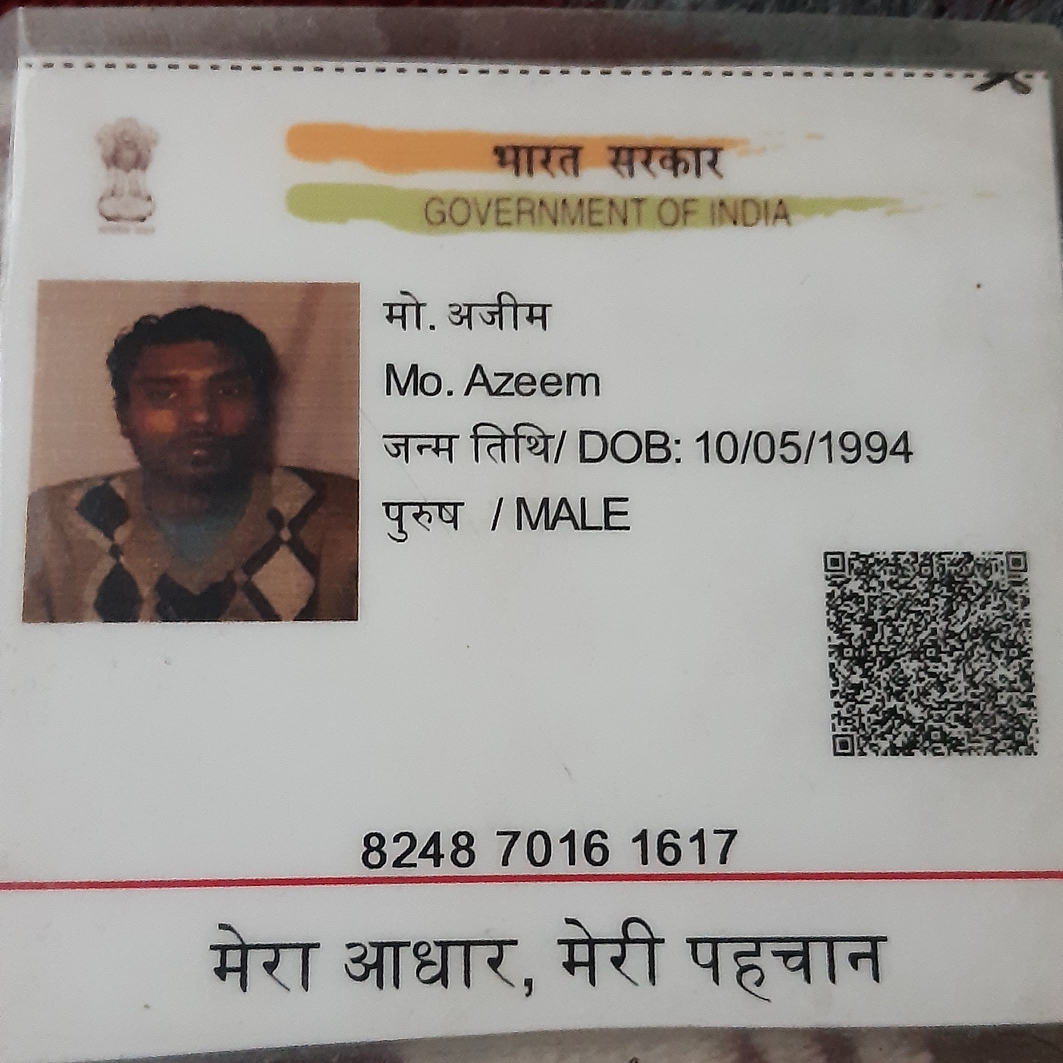 भारत सरकार
GOVERNMENT OF INDIA
मो. अजीम
Mo. Azeem
जन्म तिथि/ DOB: 10/05/1994
पुरुष / MALE
8248 7016 1617
मेरा आधार, मेरी पहचान